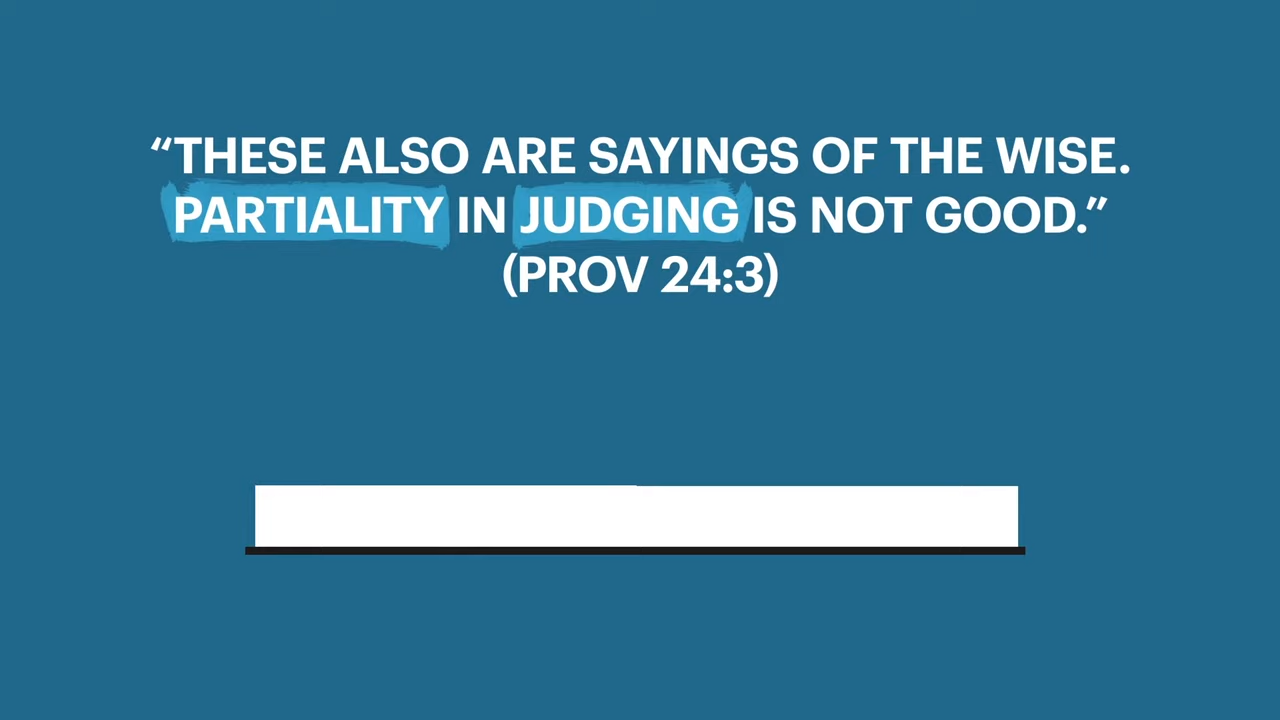 “THESE ALSO ARE SAYINGS OF THE WISE.
PARTIALITY IN JUDGING IS NOT GOOD.”
(PROV 24:3)